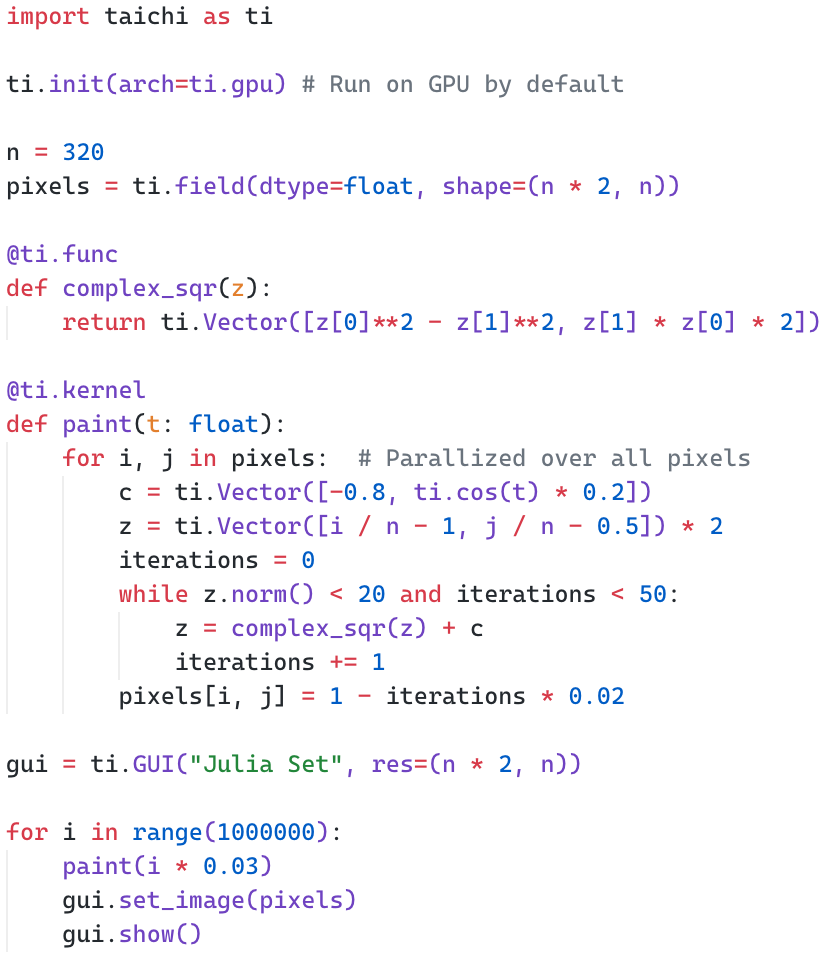 import taichi as ti
ti.init(arch=ti.gpu) # Run on GPU by default
n = 320
pixels = ti.field(dtype=float, shape=(n * 2, n))
@ti.func
def complex_sqr(z):
    return ti.Vector([z[0]**2 - z[1]**2, z[1] * z[0] * 2])
@ti.kernel
def paint(t: float):
    for i, j in pixels:  # Parallized over all pixels
        c = ti.Vector([-0.8, ti.cos(t) * 0.2])
        z = ti.Vector([i / n - 1, j / n - 0.5]) * 2
        iterations = 0
        while z.norm() < 20 and iterations < 50:
            z = complex_sqr(z) + c
            iterations += 1
        pixels[i, j] = 1 - iterations * 0.02
gui = ti.GUI("Julia Set", res=(n * 2, n))
for i in range(1000000):
    paint(i * 0.03)
    gui.set_image(pixels)
    gui.show()